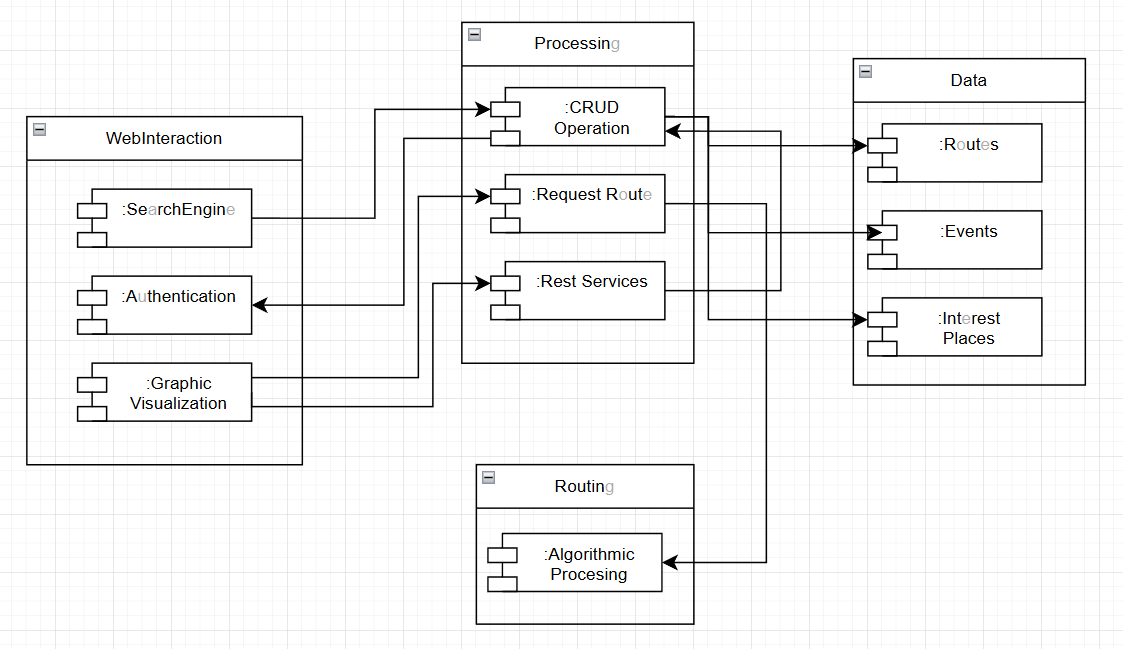 WebInteraction
:SearchEngine
:Authentication
:Graphic
Visualization
Processing
:CRUD
Operation
:Request Route
:Rest Services
Data
:Routes
:Events
:Interest
Places
Routing
:Algorithmic
Procesing